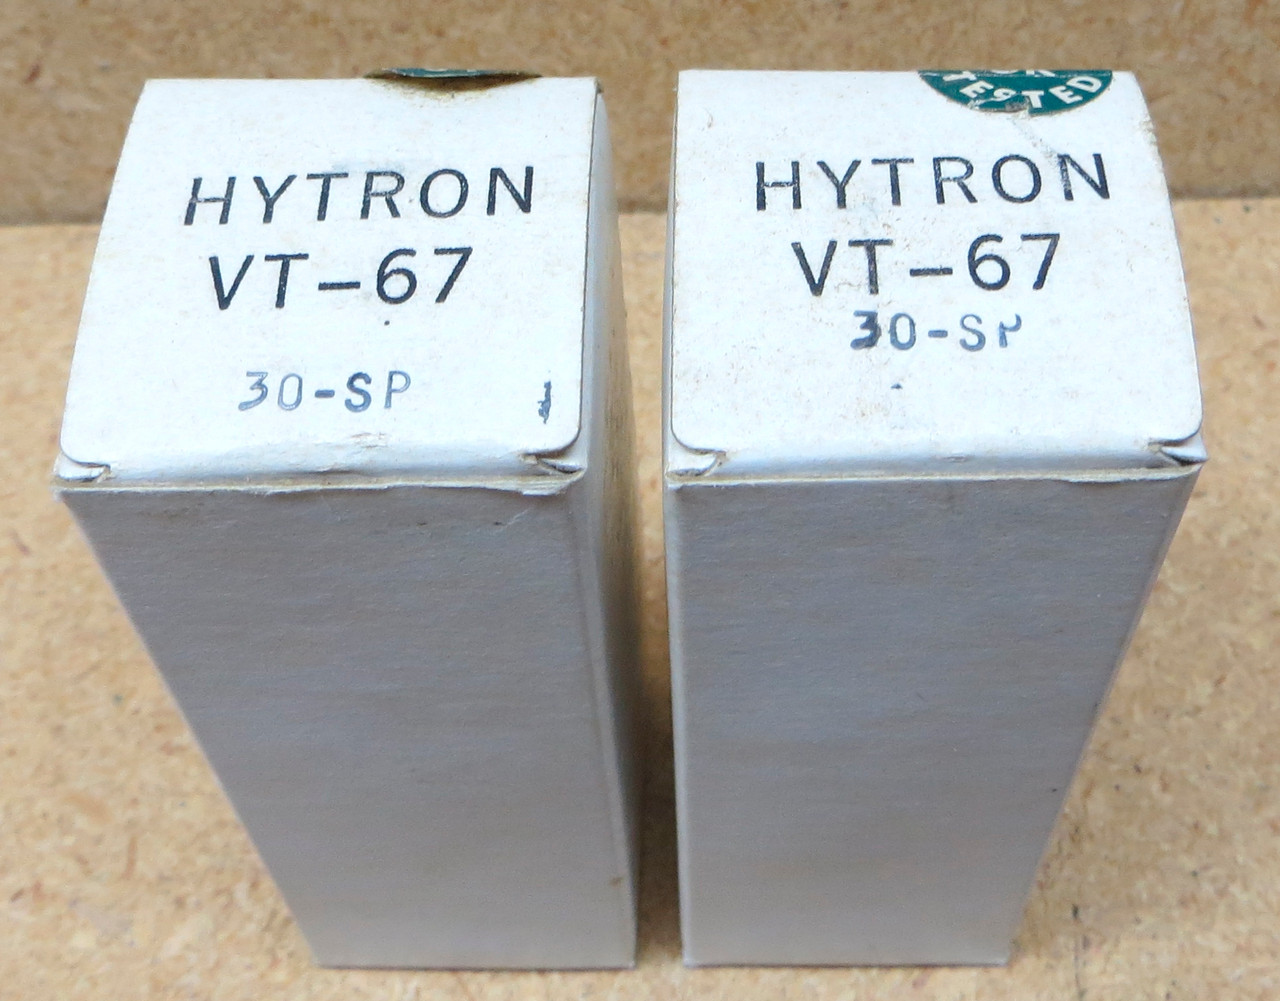 HYTRON
VT-67
30-SP
TESTED
HYTRON
VT-67
30-SP